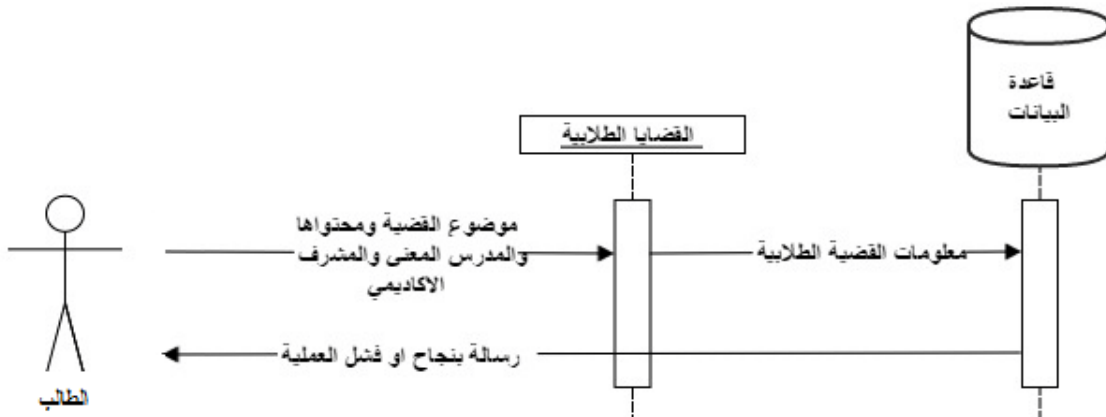 قاعدة
البيانات
القضايا الطلابية
موضوع القضية ومحتواها
والمدرس المعنى والمشرف
الاكاديمي
معلومات القضية الطلابية
رسالة بنجاح او فشل العملية
الطالب